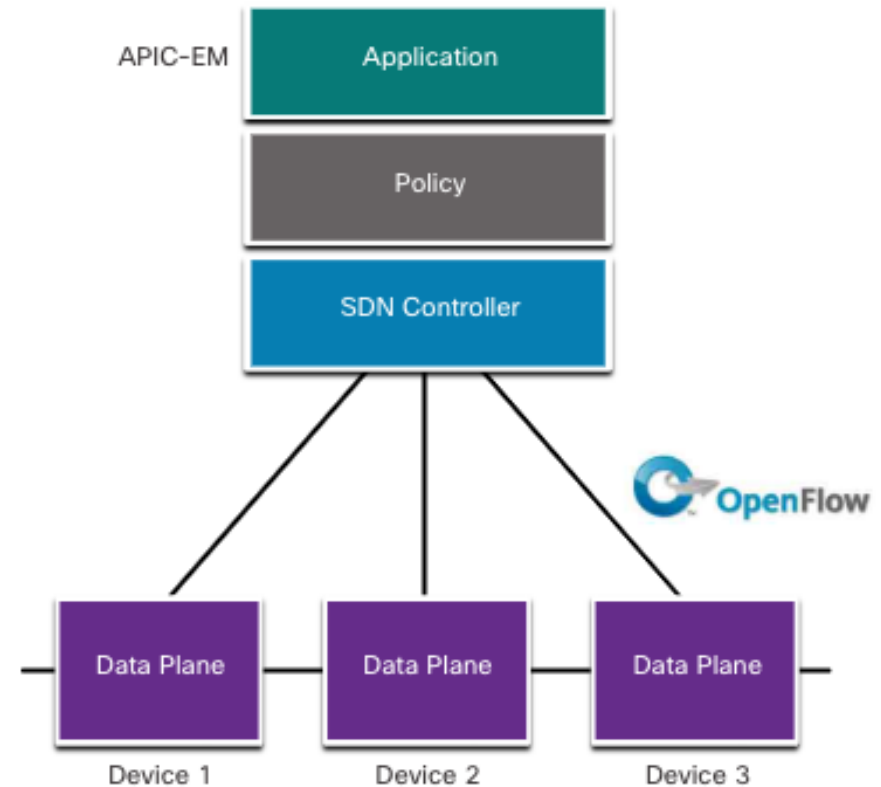 APIC-EM
Application
Policy
SDN Controller
OpenFlow
Data Plane
Data Plane
Data Plane
Device 1
Device 2
Device 3